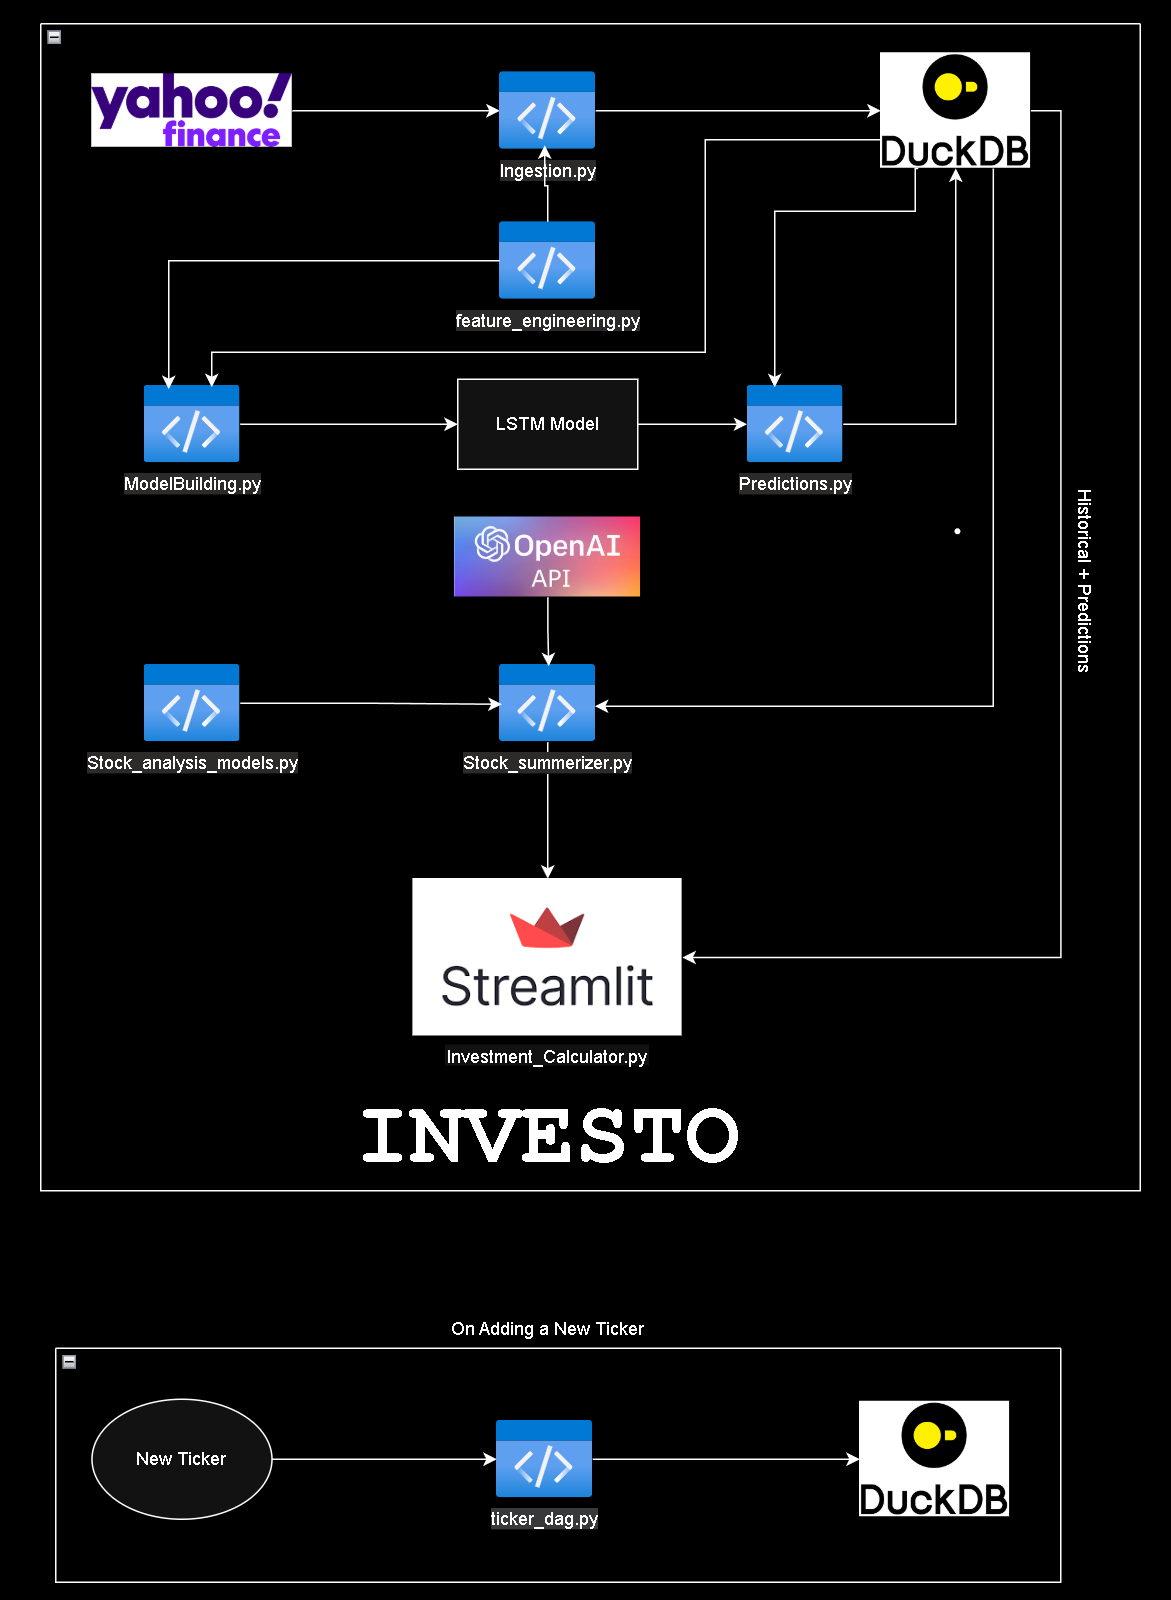 yahoo!
finance
DuckDB
Ingestion.py
feature_engineering.py
LSTM Model
ModelBuilding.py
Predictions.py
Historical + Predictions
OpenAI
API
Stock_analysis_models.py
Stock_summerizer.py
Streamlit
Investment_Calculator.py
INVESTO
On Adding a New Ticker
New Ticker
ticker_dag.py
DuckDB